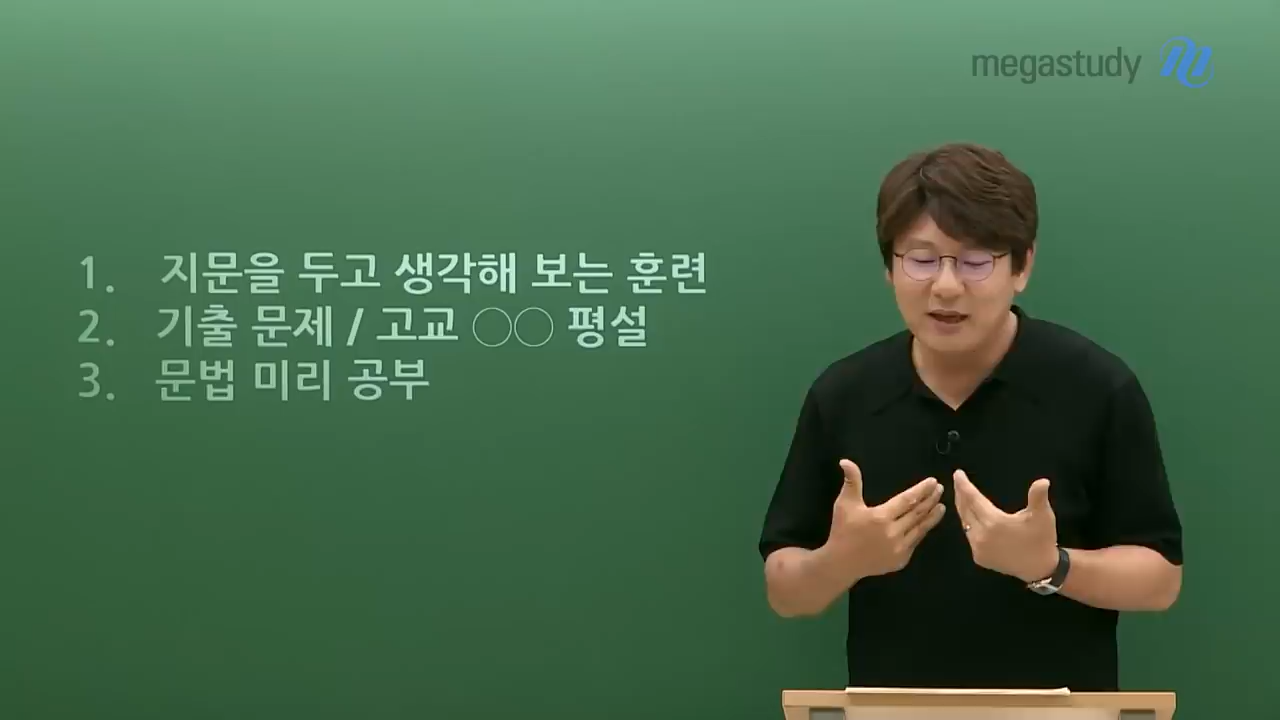 megastudy
1. 지문을 두고 생각해 보는 훈련
2. 기출 문제 / 고교 ○○ 평설
3. 문법 미리 공부